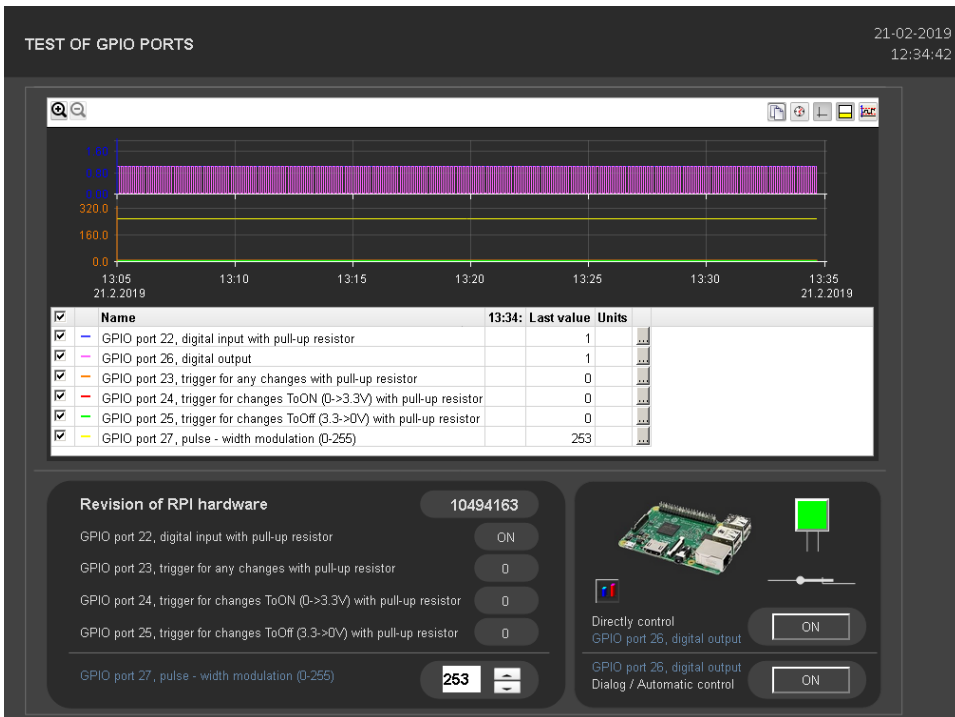 TEST OF GPIO PORTS
21-02-2019
12:34:42
1.60
0.80
0.00
320.0
160.0
0.0
13:05 13:10 13:15 13:20 13:25 13:30 13:35
21.2.2019 21.2.2019
Name 13:34: Last value Units
GPIO port 22, digital input with pull-up resistor 1 ...
GPIO port 26, digital output 1 ...
GPIO port 23, trigger for any changes with pull-up resistor 0 ...
GPIO port 24, trigger for changes ToON (0->3.3V) with pull-up resistor 0 ...
GPIO port 25, trigger for changes ToOff (3.3->0V) with pull-up resistor 0 ...
GPIO port 27, pulse - width modulation (0-255) 253 ...
Revision of RPI hardware 10494163
GPIO port 22, digital input with pull-up resistor ON
GPIO port 23, trigger for any changes with pull-up resistor 0
GPIO port 24, trigger for changes ToON (0->3.3V) with pull-up resistor 0
GPIO port 25, trigger for changes ToOff (3.3->0V) with pull-up resistor 0
GPIO port 27, pulse - width modulation (0-255) 253
Directly control
GPIO port 26, digital output
ON
GPIO port 26, digital output
Dialog / Automatic control
ON